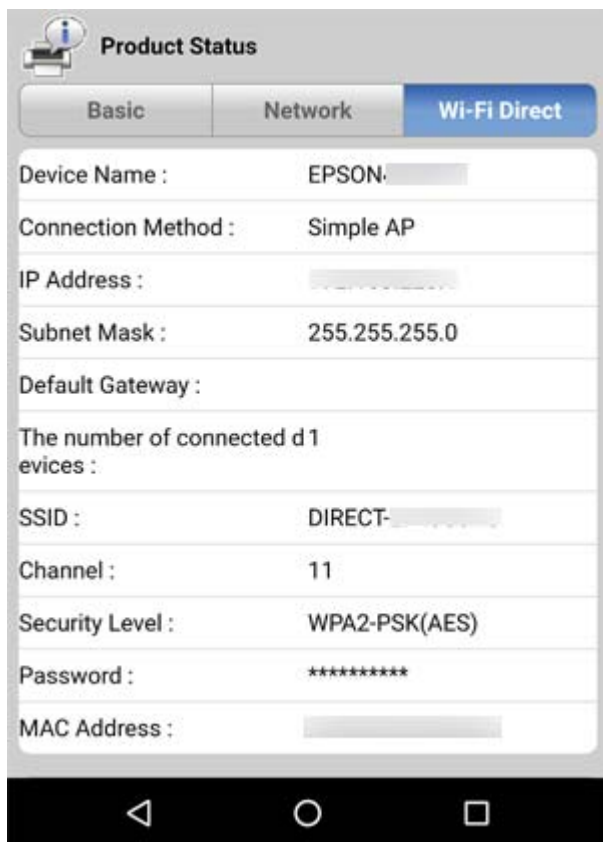 Product Status
Basic Network Wi-Fi Direct
Device Name : EPSON
Connection Method : Simple AP
IP Address :
Subnet Mask : 255.255.255.0
Default Gateway :
The number of connected d 1
evices :
SSID : DIRECT-
Channel : 11
Security Level : WPA2-PSK(AES)
Password : **********
MAC Address :